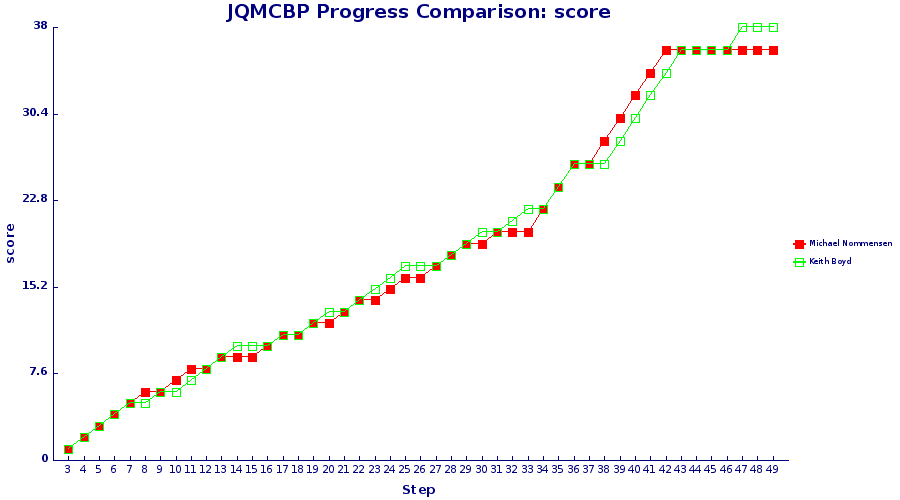 JQMCBP Progress Comparison: score
38
30.4
22.8
15.2
7.6
0
score
3 4 5 6 7 8 9 10 11 12 13 14 15 16 17 18 19 20 21 22 23 24 25 26 27 28 29 30 31 32 33 34 35 36 37 38 39 40 41 42 43 44 45 46 47 48 49
Step
Michael Nommensen
Keith Boyd